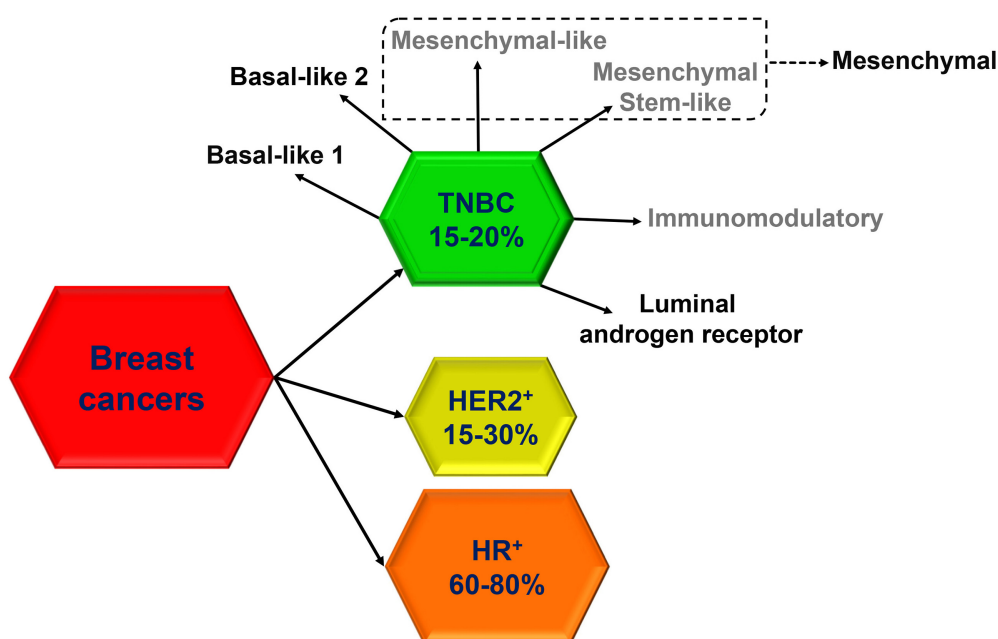 Mesenchymal-like
Mesenchymal
Stem-like
Mesenchymal
Basal-like 2
Basal-like 1
TNBC
15-20%
Immunomodulatory
Luminal
androgen receptor
Breast
cancers
HER2⁺
15-30%
HR⁺
60-80%